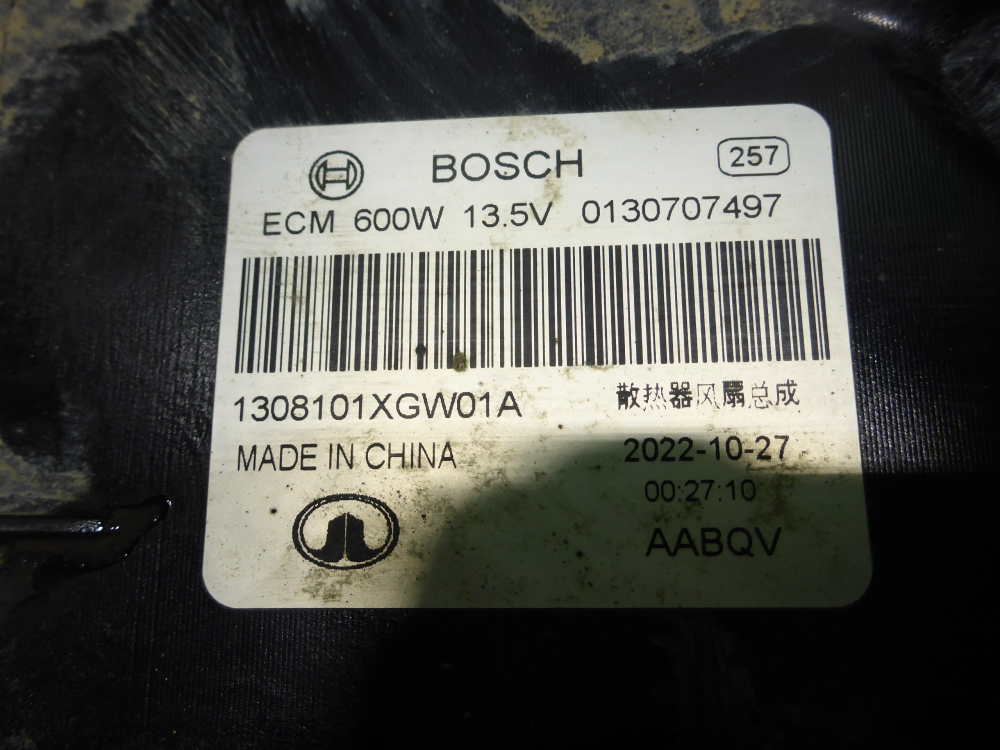 BOSCH 257
ECM 600W 13.5V 0130707497
1308101XGW01A 散热器风扇总成
MADE IN CHINA 2022-10-27
00:27:10
AABQV